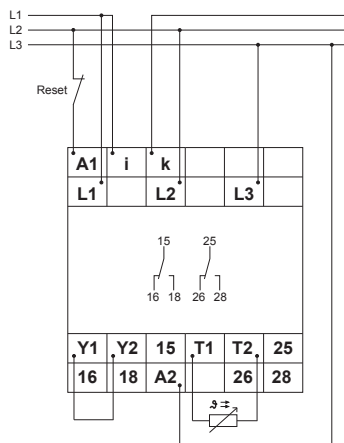 L1
L2
L3
Reset
A1 i k
L1 L2 L3
15 25
16 18 26 28
Y1 Y2 15 T1 T2 25
16 18 A2 26 28
ϑ